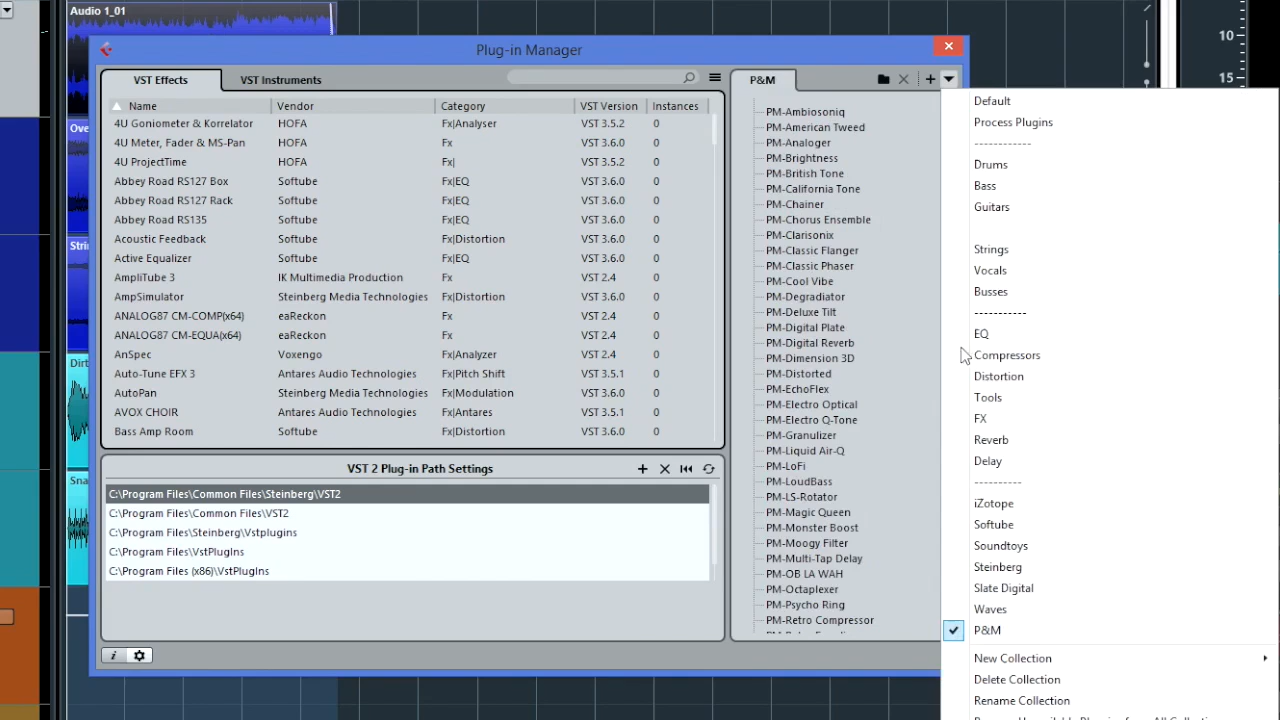 Audio 1_01
Plug-in Manager
VST Effects
VST Instruments
P&M
Name Vendor Category VST Version Instances
4U Goniometer & Korrelator HOFA Fx|Analyser VST 3.5.2 0
4U Meter, Fader & MS-Pan HOFA Fx VST 3.6.0 0
4U ProjectTime HOFA Fx| VST 3.5.2 0
Abbey Road RS127 Box Softube Fx|EQ VST 3.6.0 0
Abbey Road RS127 Rack Softube Fx|EQ VST 3.6.0 0
Abbey Road RS135 Softube Fx|EQ VST 3.6.0 0
Acoustic Feedback Softube Fx|Distortion VST 3.6.0 0
Active Equalizer Softube Fx|EQ VST 3.6.0 0
AmpliTube 3 IK Multimedia Production Fx VST 2.4 0
AmpSimulator Steinberg Media Technologies Fx|Distortion VST 3.6.0 0
ANALOG87 CM-COMP(x64) eaReckon Fx VST 2.4 0
ANALOG87 CM-EQUA(x64) eaReckon Fx VST 2.4 0
AnSpec Voxengo Fx|Analyzer VST 2.4 0
Auto-Tune EFX 3 Antares Audio Technologies Fx|Pitch Shift VST 3.5.1 0
AutoPan Steinberg Media Technologies Fx|Modulation VST 3.6.0 0
AVOX CHOIR Antares Audio Technologies Fx|Antares VST 3.5.1 0
Bass Amp Room Softube Fx|Distortion VST 3.6.0 0
VST 2 Plug-in Path Settings
C:\Program Files\Common Files\Steinberg\VST2
C:\Program Files\Common Files\VST2
C:\Program Files\Steinberg\Vstplugins
C:\Program Files\VstPlugIns
C:\Program Files (x86)\VstPlugIns
PM-Ambiosoniq
PM-American Tweed
PM-Analoger
PM-Brightness
PM-British Tone
PM-California Tone
PM-Chainer
PM-Chorus Ensemble
PM-Clarisonix
PM-Classic Flanger
PM-Classic Phaser
PM-Cool Vibe
PM-Degradiator
PM-Deluxe Tilt
PM-Digital Plate
PM-Digital Reverb
PM-Dimension 3D
PM-Distorted
PM-EchoFlex
PM-Electro Optical
PM-Electro Q-Tone
PM-Granulizer
PM-Liquid Air-Q
PM-LoFi
PM-LoudBass
PM-LS-Rotator
PM-Magic Queen
PM-Monster Boost
PM-Moogy Filter
PM-Multi-Tap Delay
PM-OB LA WAH
PM-Octaplexer
PM-Psycho Ring
PM-Retro Compressor
Default
Process Plugins
------------
Drums
Bass
Guitars
Strings
Vocals
Busses
-----------
EQ
Compressors
Distortion
Tools
FX
Reverb
Delay
----------
iZotope
Softube
Soundtoys
Steinberg
Slate Digital
Waves
P&M
New Collection
Delete Collection
Rename Collection
10
15
Ove
Strin
Dirt
Sna